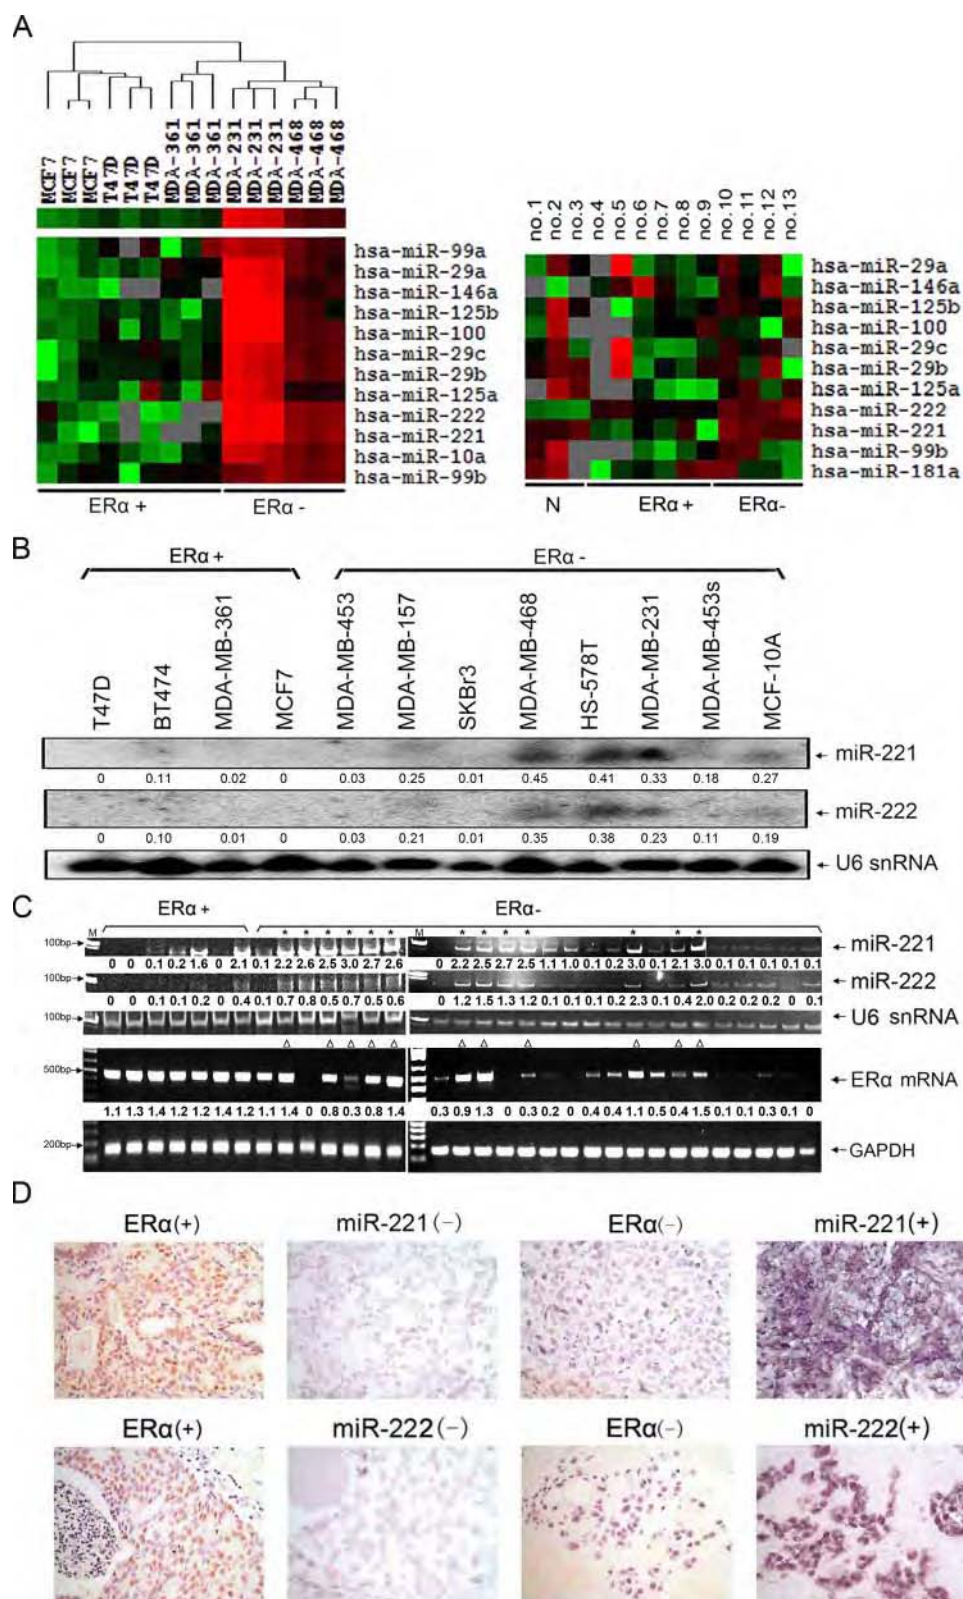 A
MCF7 MCF7 MCF7 T47D T47D T47D MDA-361 MDA-361 MDA-361 MDA-231 MDA-231 MDA-231 MDA-468 MDA-468 MDA-468
hsa-miR-99a
hsa-miR-29a
hsa-miR-146a
hsa-miR-125b
hsa-miR-100
hsa-miR-29c
hsa-miR-29b
hsa-miR-125a
hsa-miR-222
hsa-miR-221
hsa-miR-10a
hsa-miR-99b
ERα + ERα -
no.1 no.2 no.3 no.4 no.5 no.6 no.7 no.8 no.9 no.10 no.11 no.12 no.13
hsa-miR-29a
hsa-miR-146a
hsa-miR-125b
hsa-miR-100
hsa-miR-29c
hsa-miR-29b
hsa-miR-125a
hsa-miR-222
hsa-miR-221
hsa-miR-99b
hsa-miR-181a
N ERα + ERα-
B
ERα + ERα -
T47D BT474 MDA-MB-361 MCF7 MDA-MB-453 MDA-MB-157 SKBr3 MDA-MB-468 HS-578T MDA-MB-231 MDA-MB-453s MCF-10A
miR-221
0 0.11 0.02 0 0.03 0.25 0.01 0.45 0.41 0.33 0.18 0.27
miR-222
0 0.10 0.01 0 0.03 0.21 0.01 0.35 0.38 0.23 0.11 0.19
U6 snRNA
C
ERα + ERα-
M * * * * * * M * * * * * * *
100bp miR-221
0 0 0.1 0.2 1.6 0 2.1 0.1 2.2 2.6 2.5 3.0 2.7 2.6 0 2.2 2.5 2.7 2.5 1.1 1.0 0.1 0.2 3.0 0.1 2.1 3.0 0.1 0.1 0.1 0.1 0.1
100bp miR-222
0 0 0.1 0.1 0.2 0 0.4 0.1 0.7 0.8 0.5 0.7 0.5 0.6 0 1.2 1.5 1.3 1.2 0.1 0.1 0.1 0.2 2.3 0.1 0.4 2.0 0.2 0.2 0.2 0 0.1
100bp U6 snRNA
△ △ △ △ △ △ △ △ △ △ △
500bp ERα mRNA
1.1 1.3 1.4 1.2 1.2 1.4 1.2 1.1 1.4 0 0.8 0.3 0.8 1.4 0.3 0.9 1.3 0 0.3 0.2 0 0.4 0.4 1.1 0.5 0.4 1.5 0.1 0.1 0.3 0.1 0
200bp GAPDH
D
ERα(+) miR-221(-) ERα(-) miR-221(+)
ERα(+) miR-222(-) ERα(-) miR-222(+)